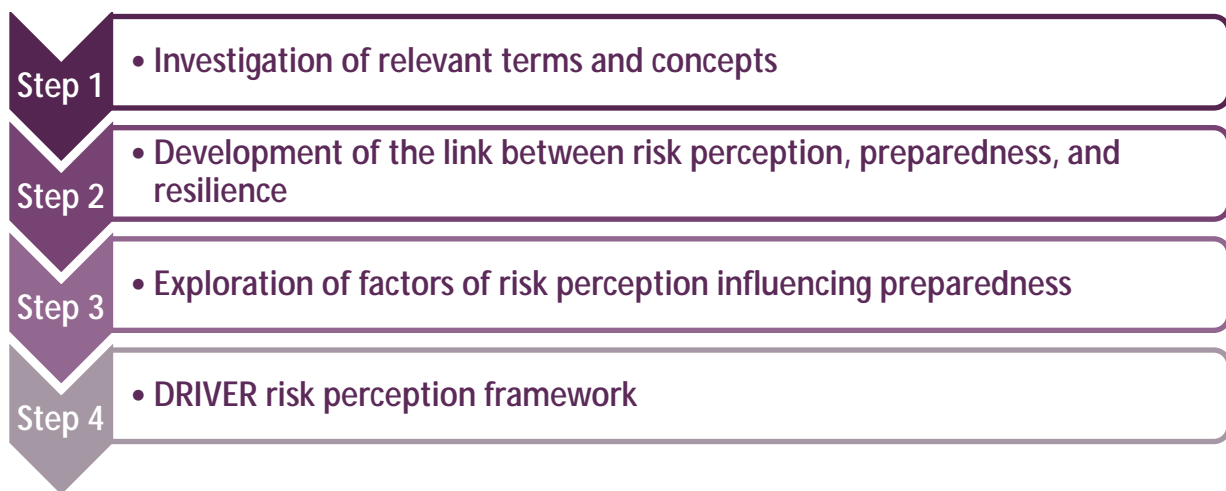 Step 1
• Investigation of relevant terms and concepts
Step 2
• Development of the link between risk perception, preparedness, and
resilience
Step 3
• Exploration of factors of risk perception influencing preparedness
Step 4
• DRIVER risk perception framework